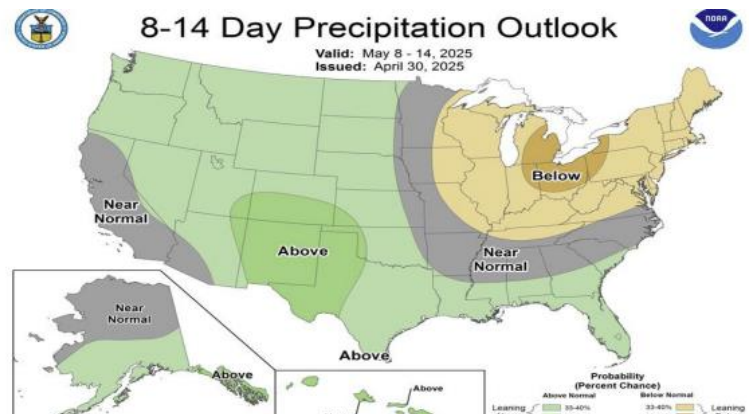 NOAA
8-14 Day Precipitation Outlook
Valid: May 8 - 14, 2025
Issued: April 30, 2025
Near
Normal
Above
Below
Near
Normal
Above
Near
Normal
Above
Above
Probability
(Percent Chance)
Above Normal
Below Normal
Leaning
33-40%
33-40%
Leaning